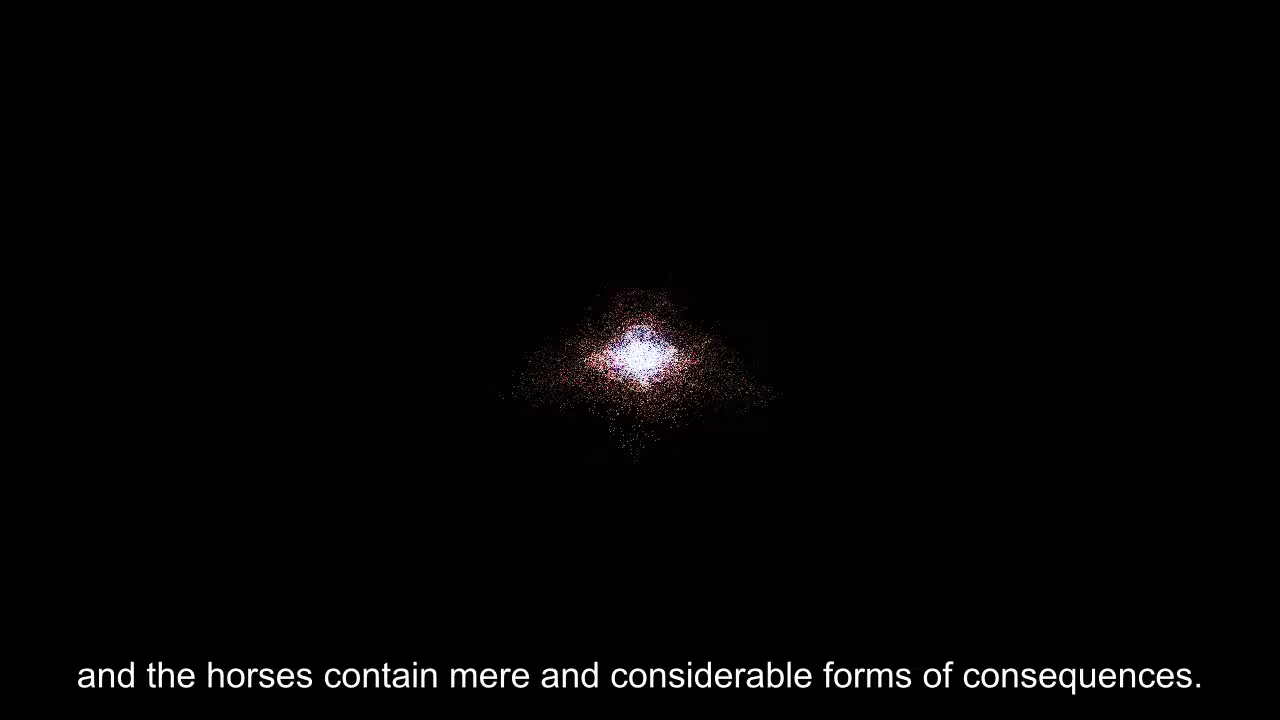 and the horses contain mere and considerable forms of consequences.